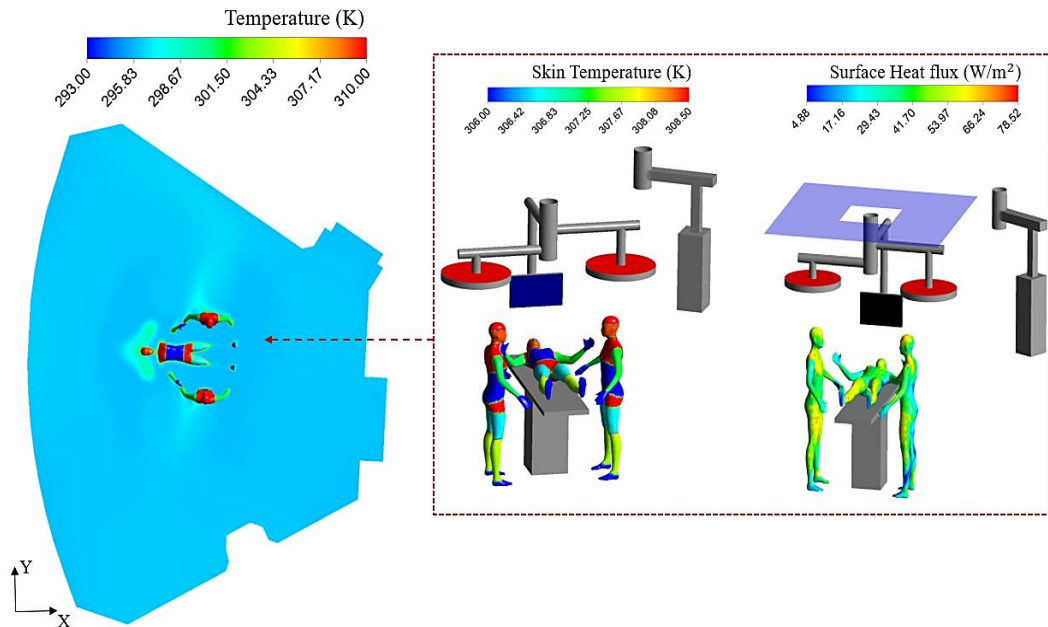 Temperature (K)
293.00 295.83 298.67 301.50 304.33 307.17 310.00
Skin Temperature (K)
306.00 306.42 306.83 307.25 307.67 308.08 308.50
Surface Heat flux (W/m²)
4.88 17.16 29.43 41.70 53.97 66.24 78.52
Y
X